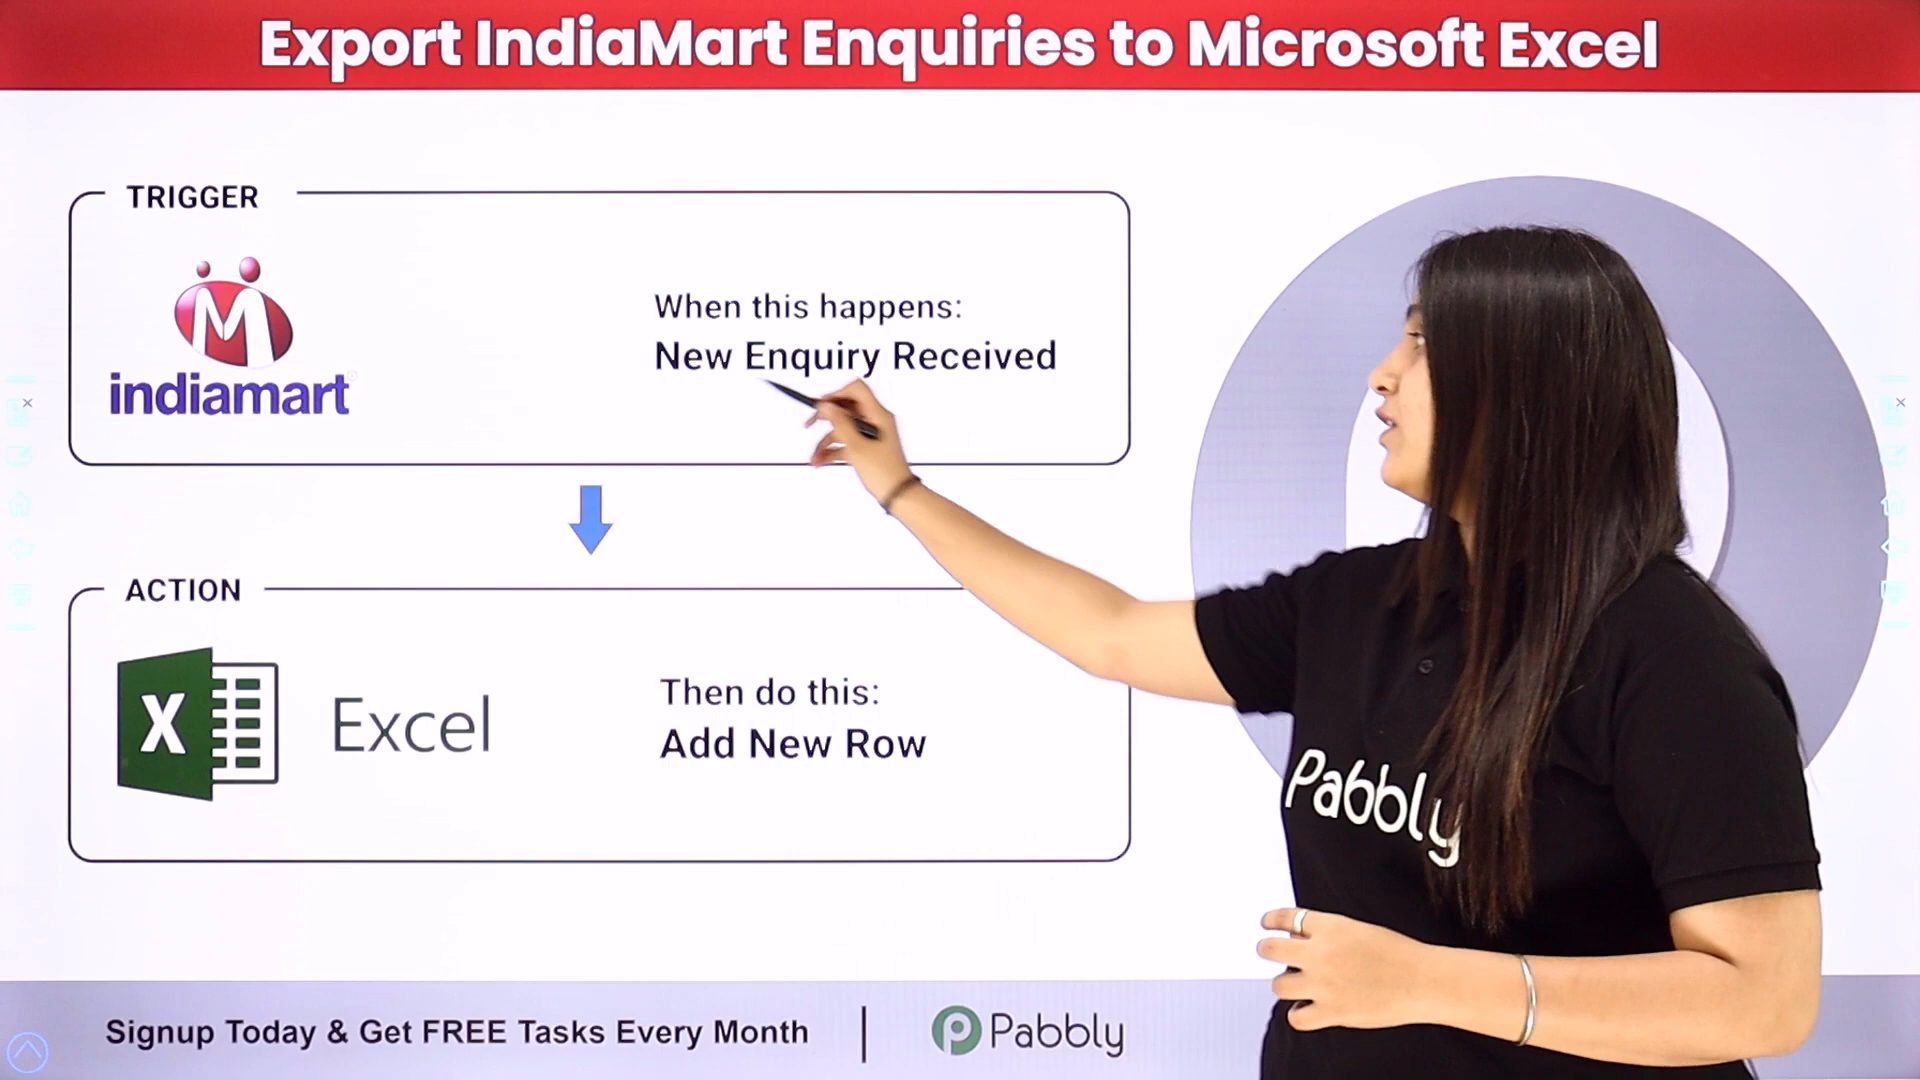 Export IndiaMart Enquiries to Microsoft Excel
TRIGGER
indiamart
When this happens:
New Enquiry Received
ACTION
X
Excel
Then do this:
Add New Row
Pabbly
Signup Today & Get FREE Tasks Every Month
Pabbly